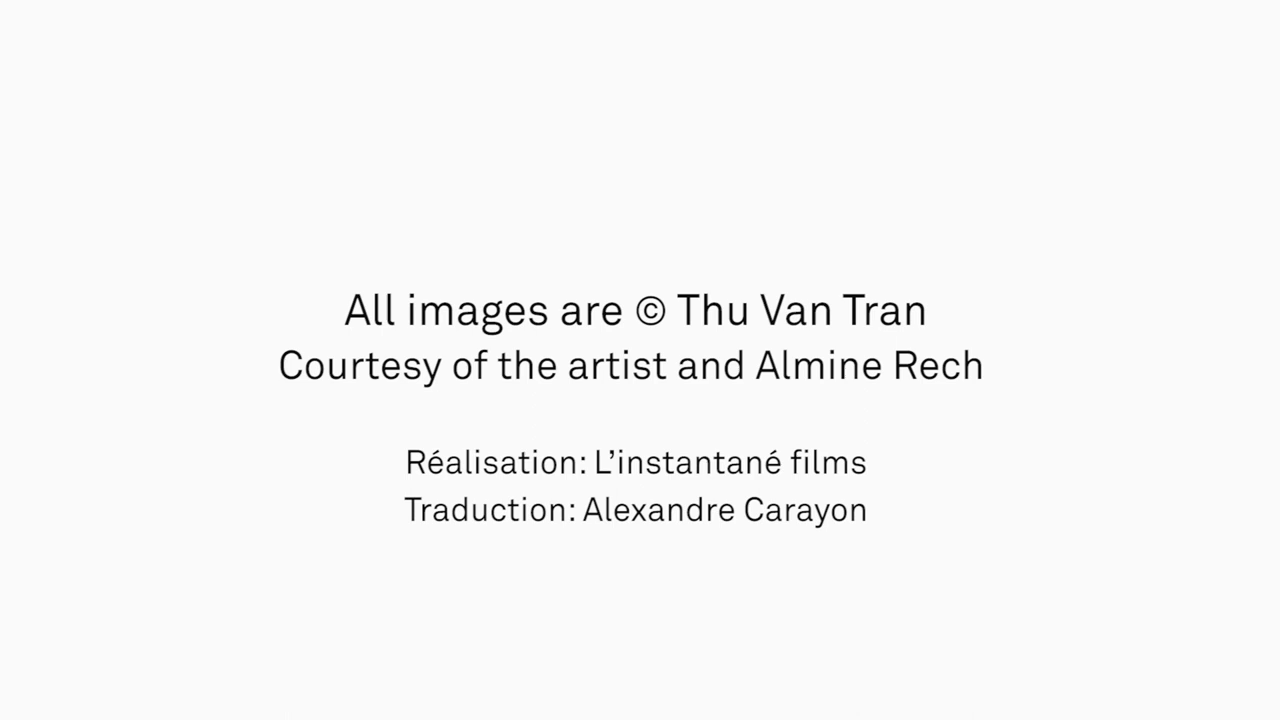 All images are © Thu Van Tran
Courtesy of the artist and Almine Rech
Réalisation: L’instantané films
Traduction: Alexandre Carayon